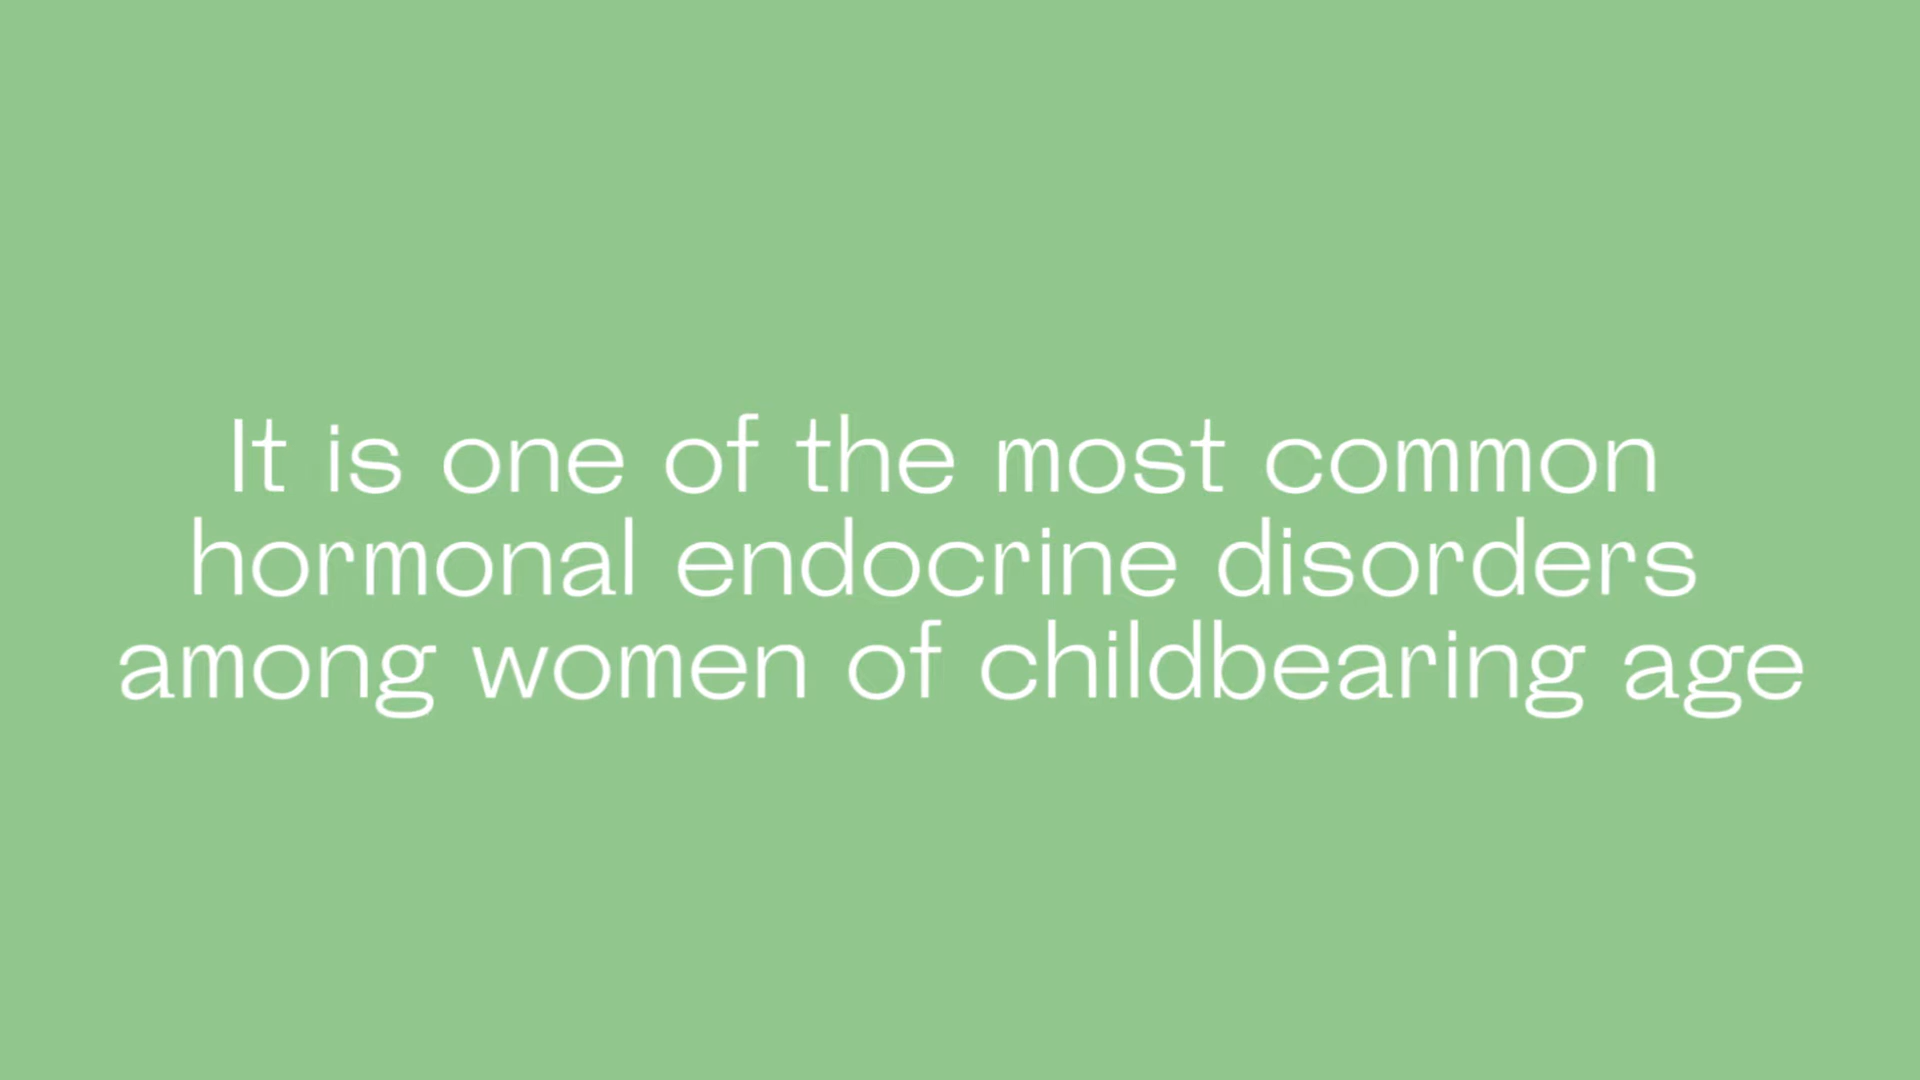 It is one of the most common
hormonal endocrine disorders
among women of childbearing age